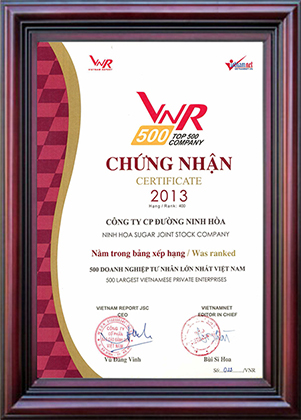 VNR
VIETNAM REPORT
Vietnamnet
VNR
500
TOP 500
COMPANY
CHỨNG NHẬN
CERTIFICATE
2013
Hạng / Rank: 400
CÔNG TY CP ĐƯỜNG NINH HÒA
NINH HOA SUGAR JOINT STOCK COMPANY
Nằm trong bảng xếp hạng / Was ranked
500 DOANH NGHIỆP TƯ NHÂN LỚN NHẤT VIỆT NAM
500 LARGEST VIETNAMESE PRIVATE ENTERPRISES
VIETNAM REPORT JSC
CEO
VIETNAMNET
EDITOR IN CHIEF
Vũ Đăng Vinh
Bùi Sĩ Hoa
Số: /VNR